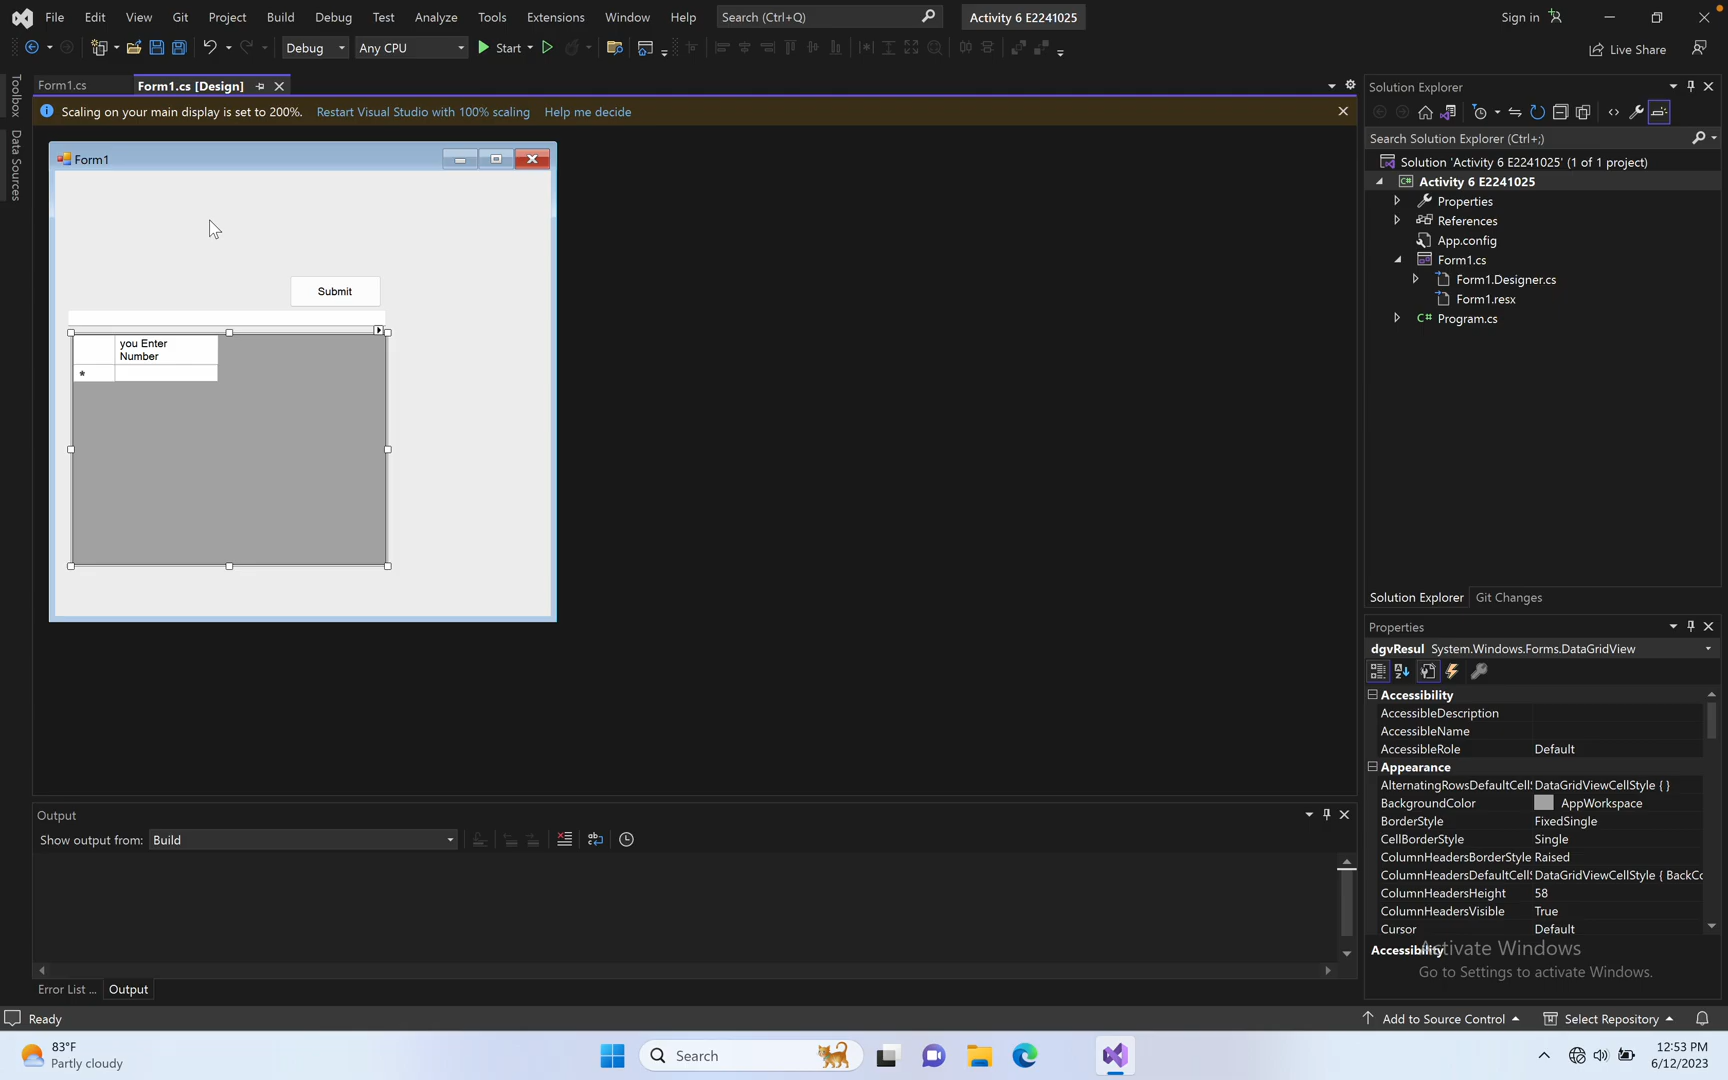 File Edit View Git Project Build Debug Test Analyze Tools Extensions Window Help Search (Ctrl+Q) Activity 6 E2241025 Sign in
Debug Any CPU Start Live Share
Form1.cs Form1.cs [Design]
Scaling on your main display is set to 200%. Restart Visual Studio with 100% scaling Help me decide
Toolbox
Data Sources
Form1
Submit
you Enter
Number
*
Solution Explorer
Search Solution Explorer (Ctrl+;)
Solution 'Activity 6 E2241025' (1 of 1 project)
C# Activity 6 E2241025
Properties
References
App.config
Form1.cs
Form1.Designer.cs
Form1.resx
C# Program.cs
Solution Explorer Git Changes
Properties
dgvResul System.Windows.Forms.DataGridView
Accessibility
AccessibleDescription
AccessibleName
AccessibleRole Default
Appearance
AlternatingRowsDefaultCellS DataGridViewCellStyle { }
BackgroundColor AppWorkspace
BorderStyle FixedSingle
CellBorderStyle Single
ColumnHeadersBorderStyle Raised
ColumnHeadersDefaultCellS DataGridViewCellStyle { BackCo
ColumnHeadersHeight 58
ColumnHeadersVisible True
Cursor Default
Accessibility
Activate Windows
Go to Settings to activate Windows.
Output
Show output from: Build
Error List ... Output
Ready Add to Source Control Select Repository
83°F
Partly cloudy
Search
12:53 PM
6/12/2023